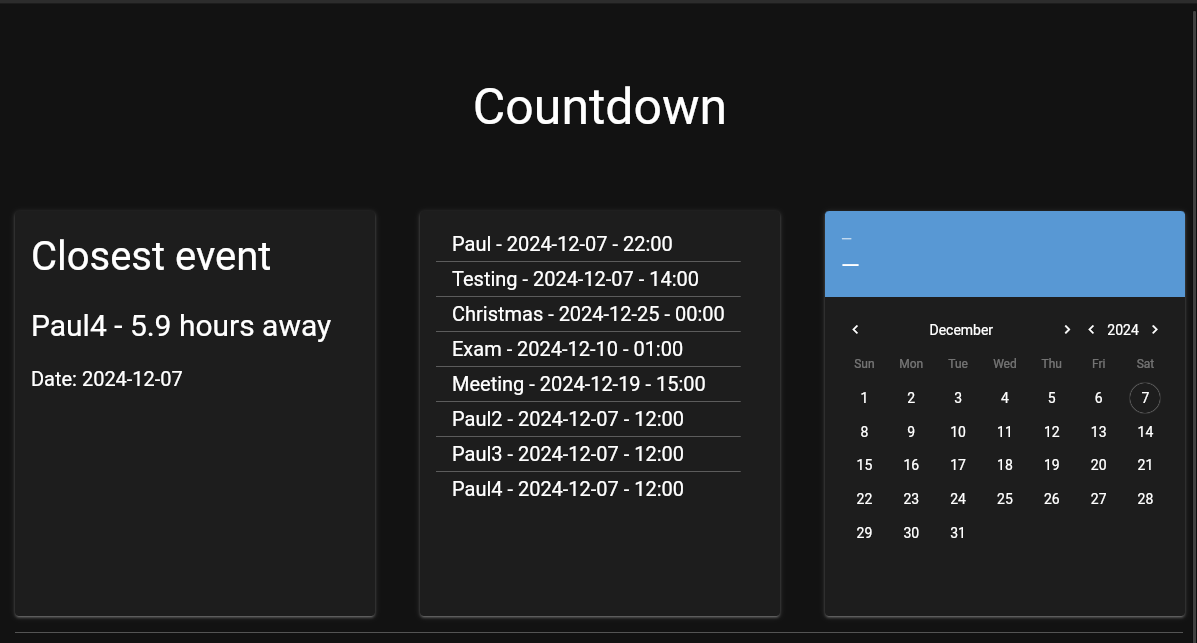 Countdown
Closest event
Paul4 - 5.9 hours away
Date: 2024-12-07
Paul - 2024-12-07 - 22:00
Testing - 2024-12-07 - 14:00
Christmas - 2024-12-25 - 00:00
Exam - 2024-12-10 - 01:00
Meeting - 2024-12-19 - 15:00
Paul2 - 2024-12-07 - 12:00
Paul3 - 2024-12-07 - 12:00
Paul4 - 2024-12-07 - 12:00
–
—
December 2024
Sun Mon Tue Wed Thu Fri Sat
1 2 3 4 5 6 7
8 9 10 11 12 13 14
15 16 17 18 19 20 21
22 23 24 25 26 27 28
29 30 31